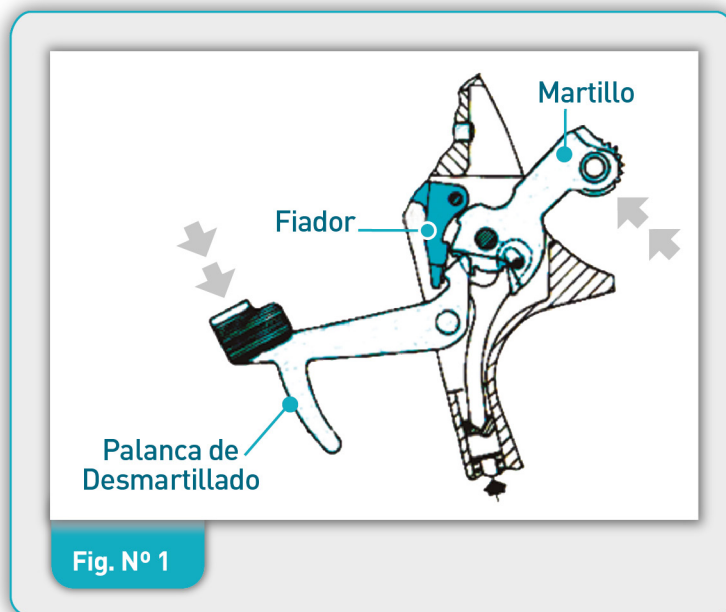 Martillo
Fiador
Palanca de
Desmartillado
Fig. Nº 1